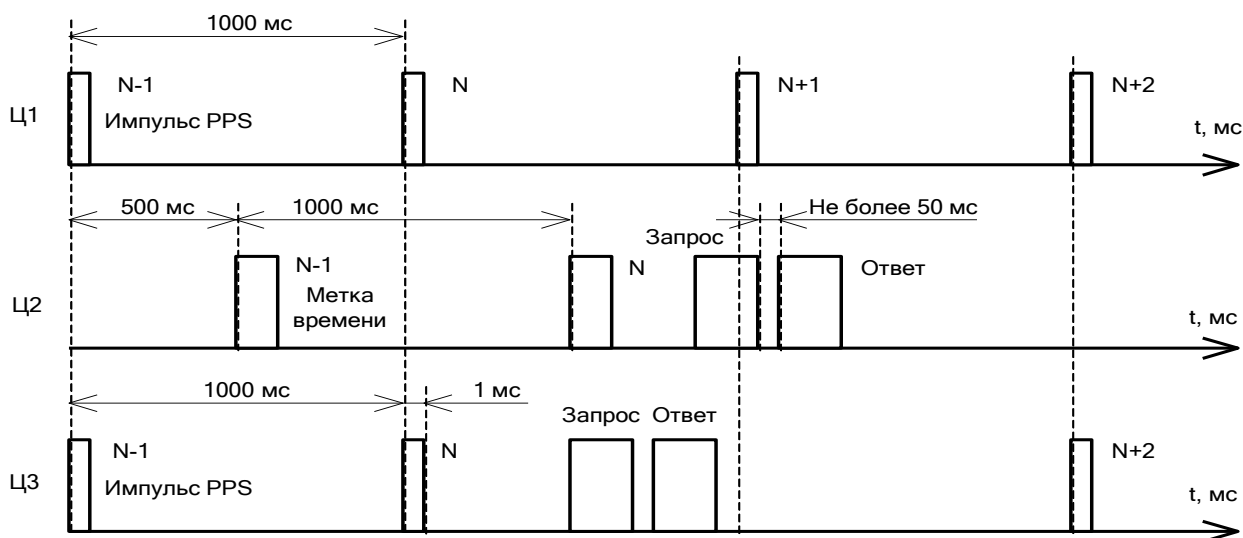 1000 мс
N-1
N
N+1
N+2
Ц1
Импульс PPS
t, мс
500 мс
1000 мс
Не более 50 мс
Запрос
N-1
N
Ответ
Ц2
Метка
времени
t, мс
1000 мс
1 мс
Запрос Ответ
N-1
N
N+2
Ц3
Импульс PPS
t, мс